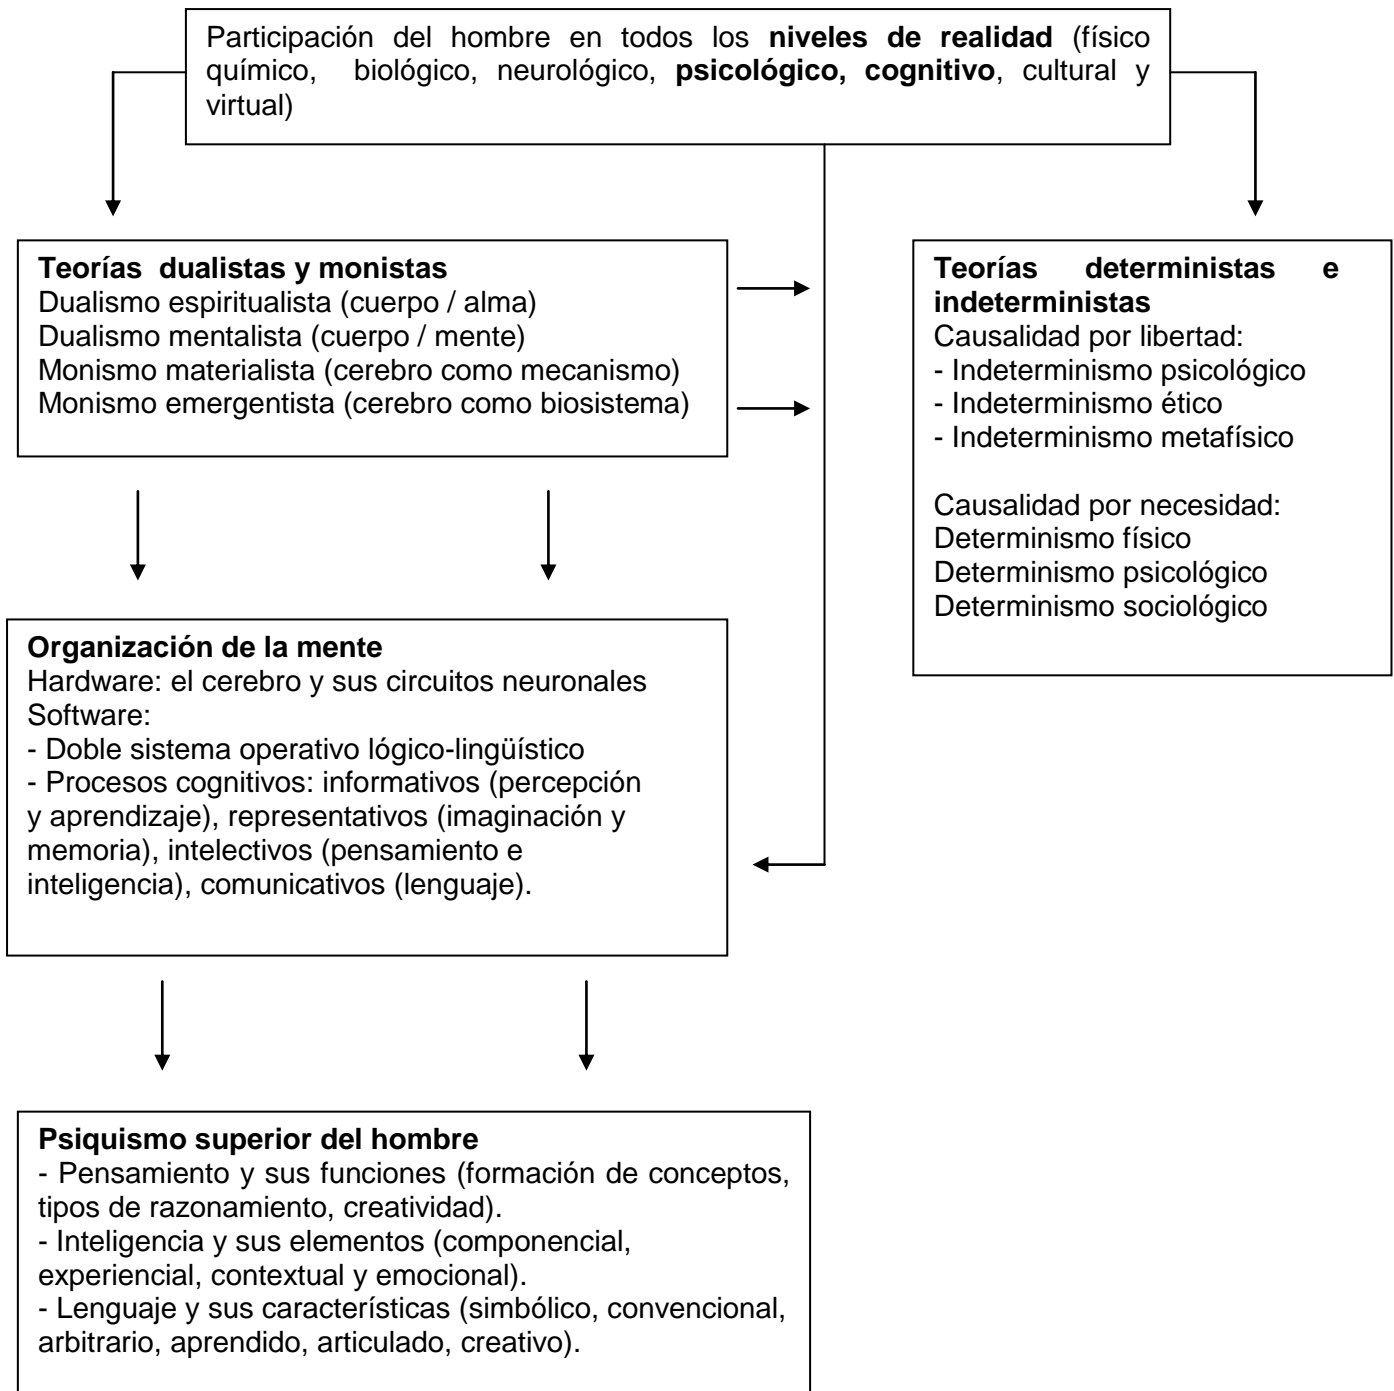 Participación del hombre en todos los niveles de realidad (físico
químico, biológico, neurológico, psicológico, cognitivo, cultural y
virtual)
Teorías dualistas y monistas
Dualismo espiritualista (cuerpo / alma)
Dualismo mentalista (cuerpo / mente)
Monismo materialista (cerebro como mecanismo)
Monismo emergentista (cerebro como biosistema)
Teorías deterministas e
indeterministas
Causalidad por libertad:
- Indeterminismo psicológico
- Indeterminismo ético
- Indeterminismo metafísico
Causalidad por necesidad:
Determinismo físico
Determinismo psicológico
Determinismo sociológico
Organización de la mente
Hardware: el cerebro y sus circuitos neuronales
Software:
- Doble sistema operativo lógico-lingüístico
- Procesos cognitivos: informativos (percepción
y aprendizaje), representativos (imaginación y
memoria), intelectivos (pensamiento e
inteligencia), comunicativos (lenguaje).
Psiquismo superior del hombre
- Pensamiento y sus funciones (formación de conceptos,
tipos de razonamiento, creatividad).
- Inteligencia y sus elementos (componencial,
experiencial, contextual y emocional).
- Lenguaje y sus características (simbólico, convencional,
arbitrario, aprendido, articulado, creativo).